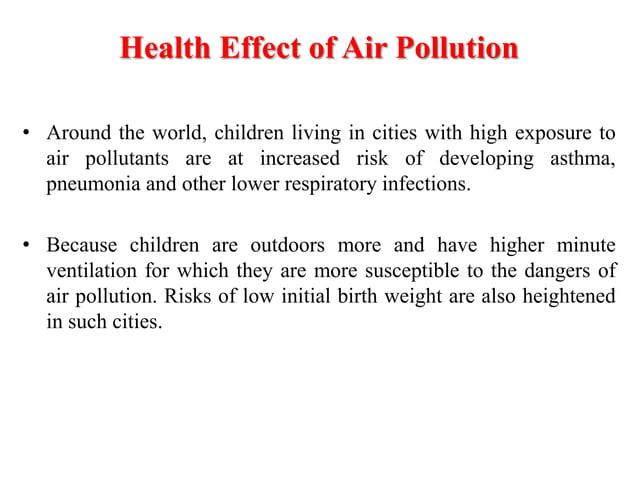 Health Effect of Air Pollution
• Around the world, children living in cities with high exposure to
air pollutants are at increased risk of developing asthma,
pneumonia and other lower respiratory infections.
• Because children are outdoors more and have higher minute
ventilation for which they are more susceptible to the dangers of
air pollution. Risks of low initial birth weight are also heightened
in such cities.